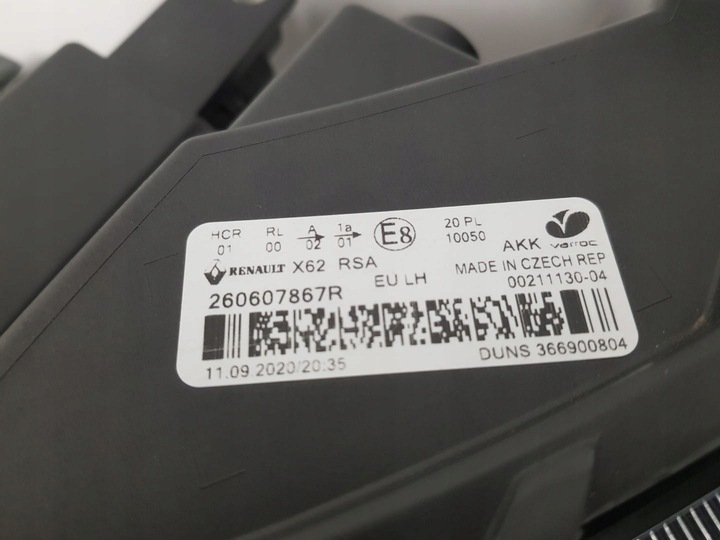 HCR RL A 1a E8 20 PL AKK varroc
01 00 02 01 10050
RENAULT X62 RSA EU LH MADE IN CZECH REP
260607867R 00211130-04
11.09.2020/20:35 DUNS 366900804